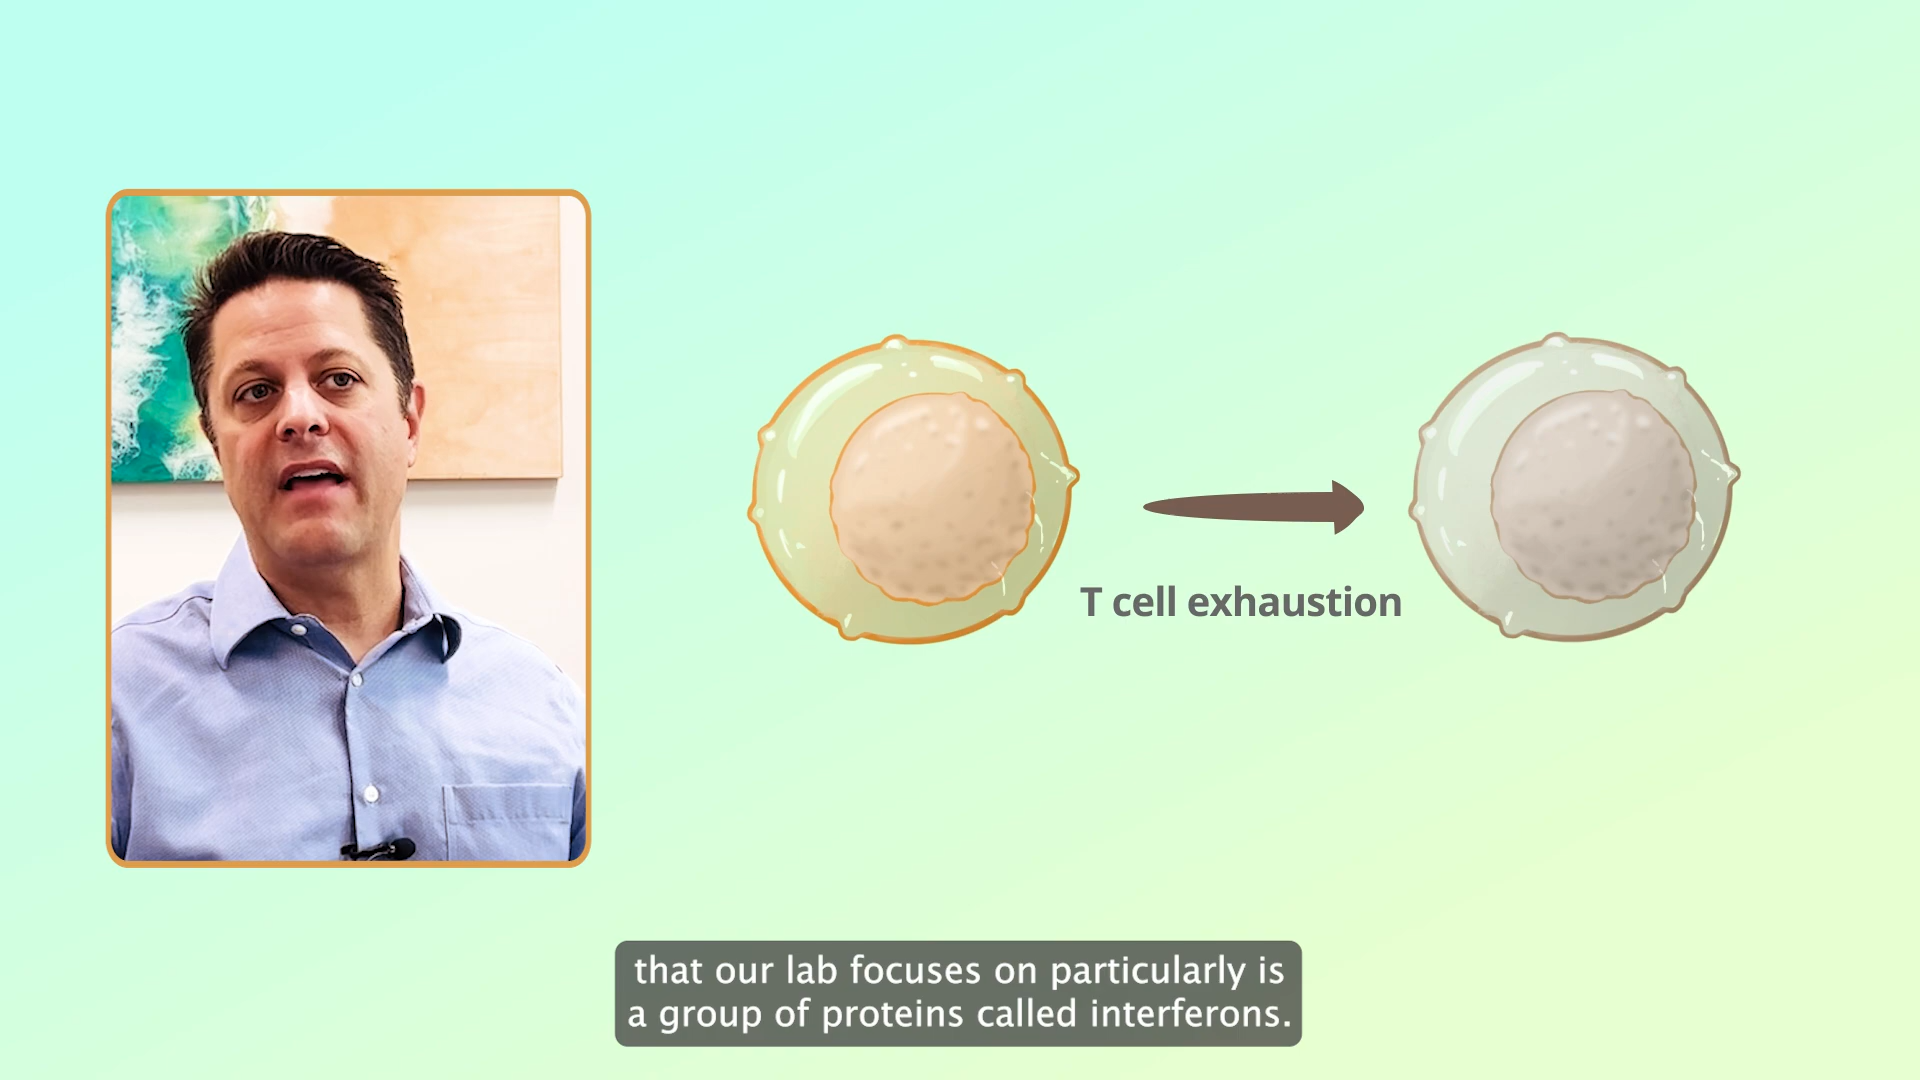 T cell exhaustion
that our lab focuses on particularly is
a group of proteins called interferons.